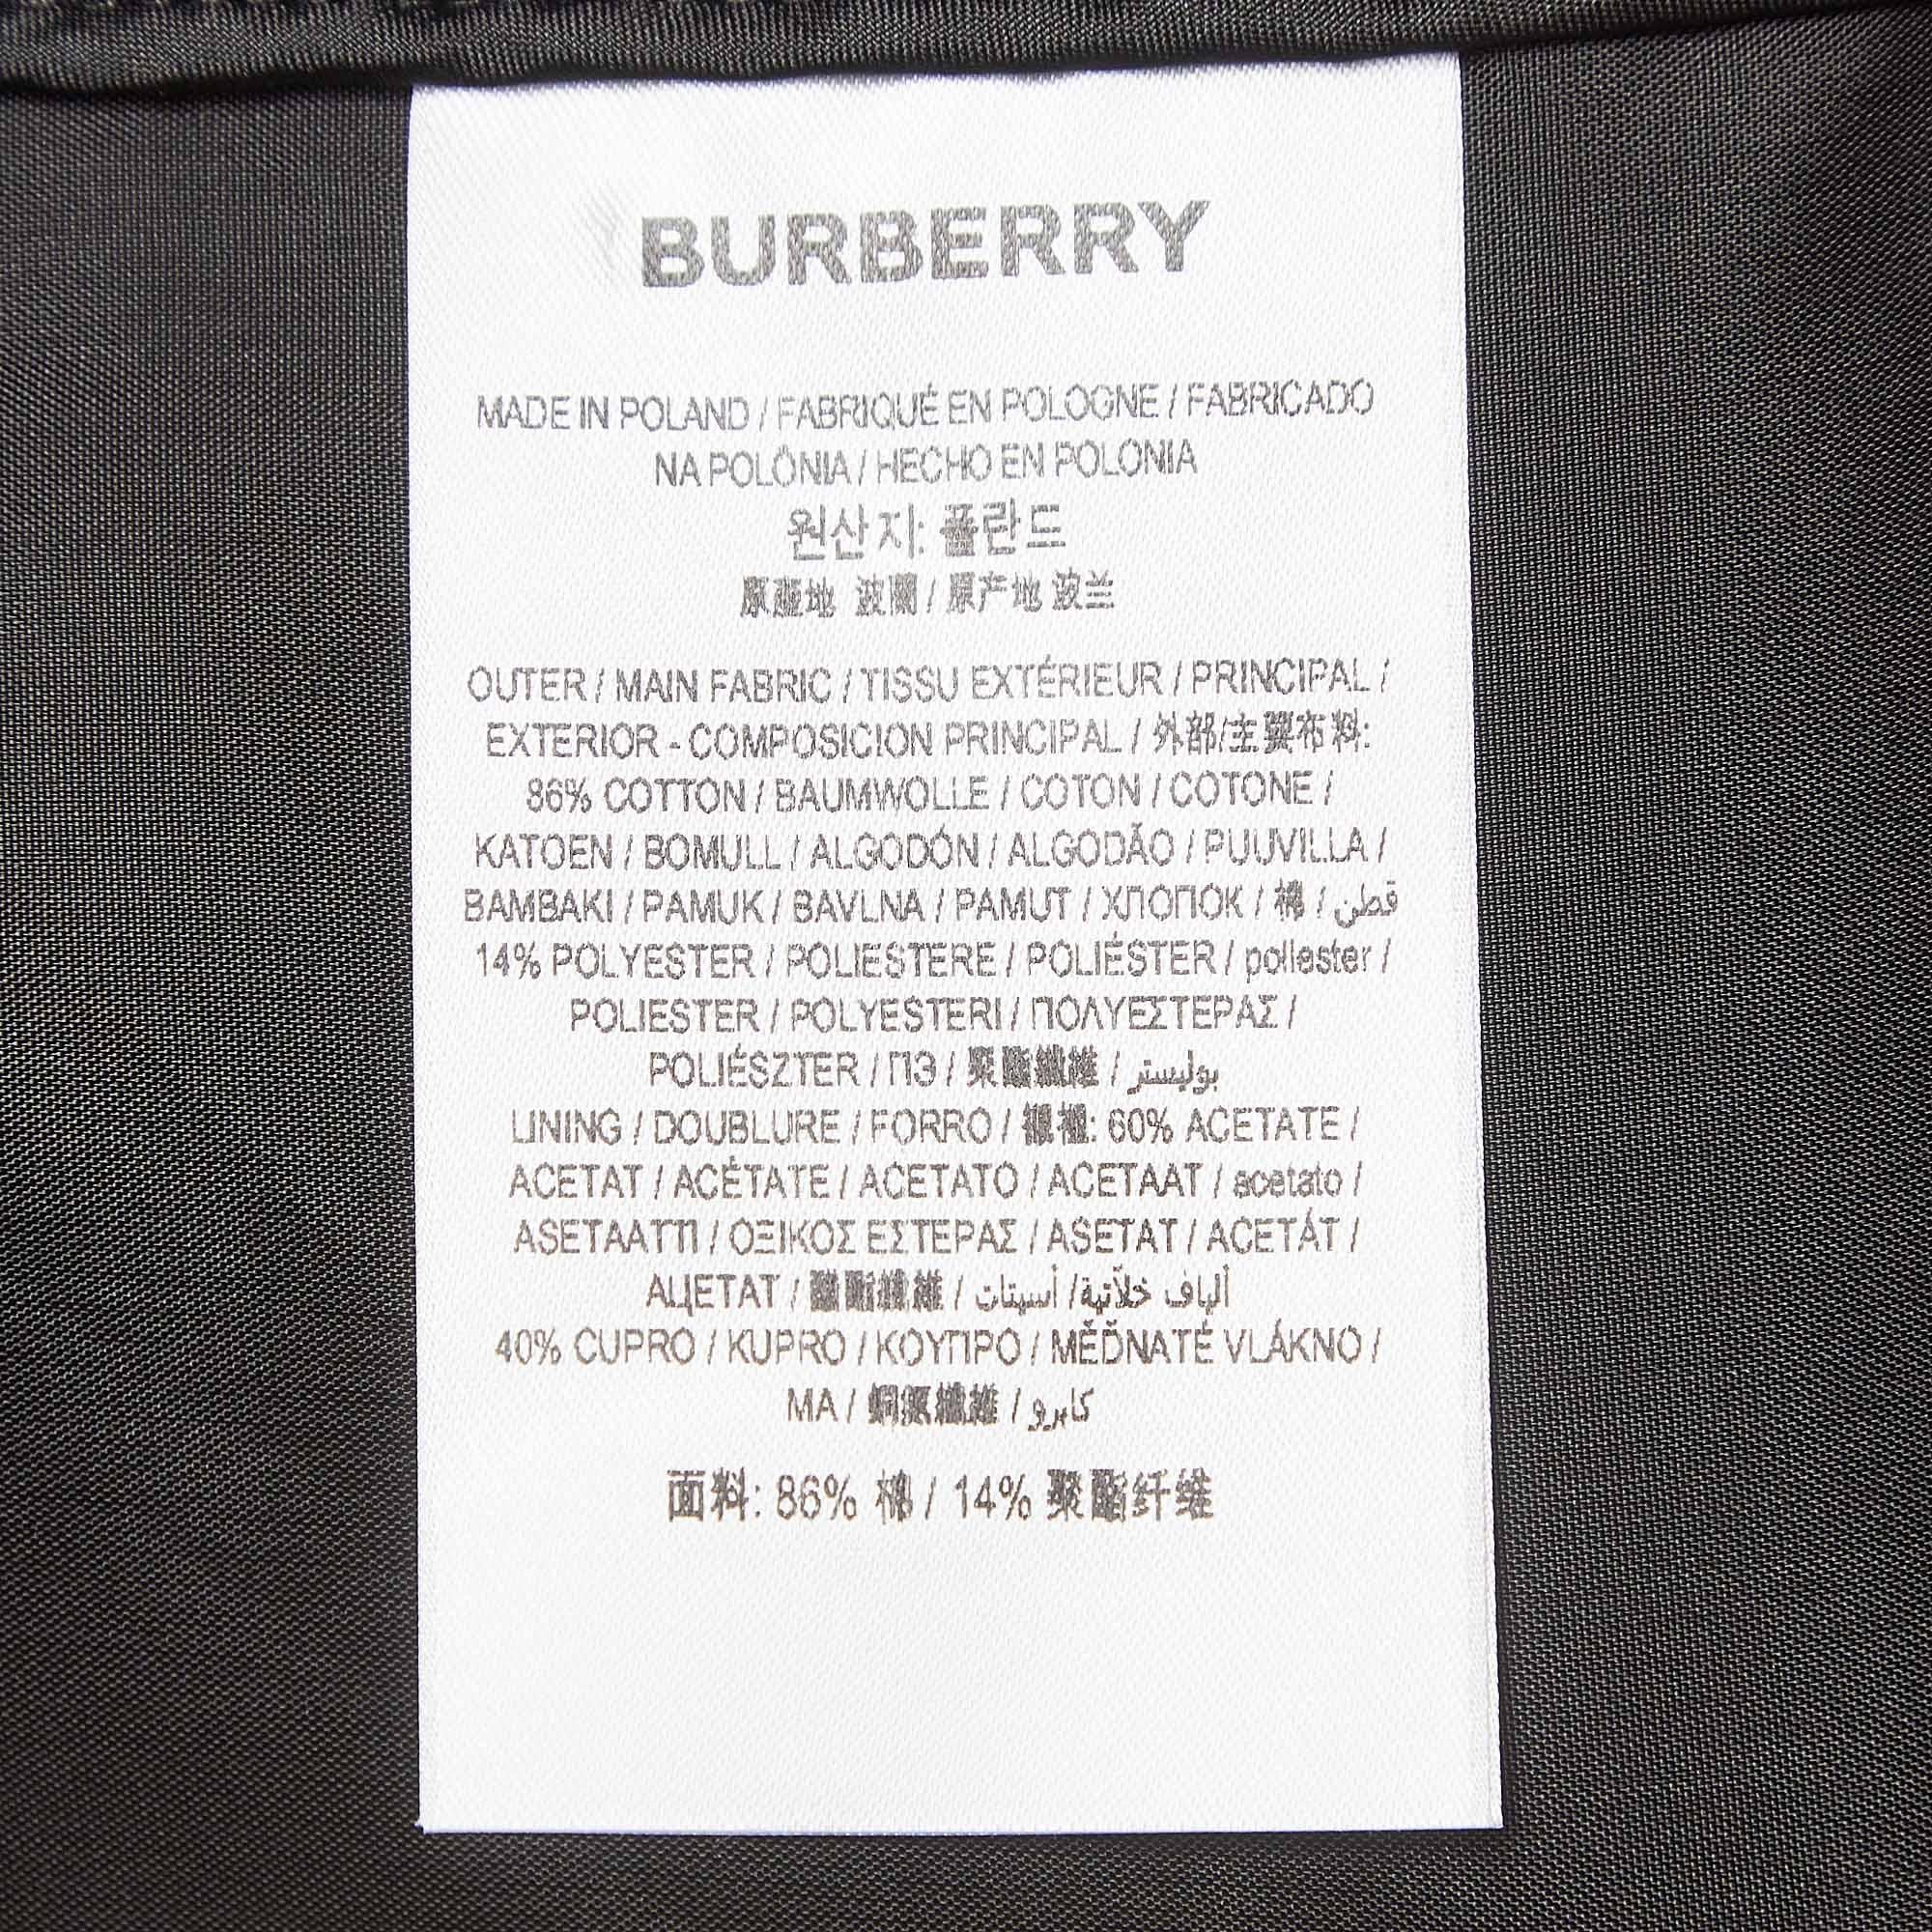 BURBERRY
MADE IN POLAND / FABRIQUÉ EN POLOGNE / FABRICADO
NA POLÔNIA / HECHO EN POLONIA
원산지: 폴란드
原產地 波蘭 / 原产地 波兰
OUTER / MAIN FABRIC / TISSU EXTÉRIEUR / PRINCIPAL /
EXTERIOR - COMPOSICION PRINCIPAL / 外部/主要布料:
86% COTTON / BAUMWOLLE / COTON / COTONE /
KATOEN / BOMULL / ALGODÓN / ALGODÃO / PUUVILLA /
BAMBAKI / PAMUK / BAVLNA / PAMUT / ХЛОПОК / 棉 / قطن
14% POLYESTER / POLIESTERE / POLIÉSTER / poliester /
POLIESTER / POLYESTERI / ΠΟΛΥΕΣΤΕΡΑΣ /
POLIÉSZTER / ПЭ / 聚酯纖維 / بوليستر
LINING / DOUBLURE / FORRO / 襯裡: 60% ACETATE /
ACETAT / ACÉTATE / ACETATO / ACETAAT / acetato /
ASETAATTI / ΟΞΙΚΟΣ ΕΣΤΕΡΑΣ / ASETAT / ACETÁT /
АЦЕТАТ / 醋酯纖維 / ألياف خلاّتية/ أسيتات
40% CUPRO / KUPRO / ΚΟΥΠΡΟ / MĚĎNATÉ VLÁKNO /
МА / 銅氨纖維 / كابرو
面料: 86% 棉 / 14% 聚酯纤维